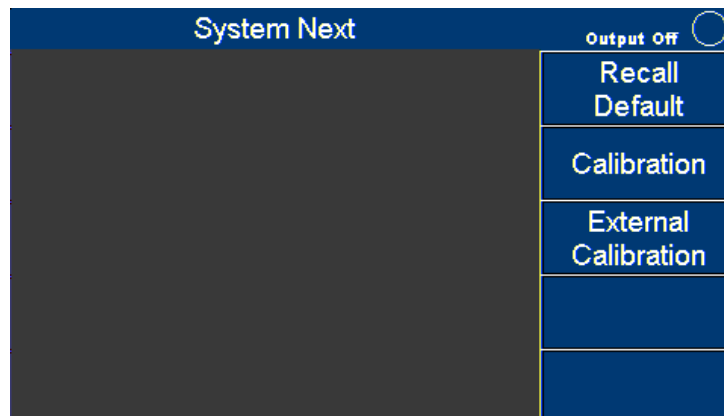 System Next
Output Off
Recall
Default
Calibration
External
Calibration